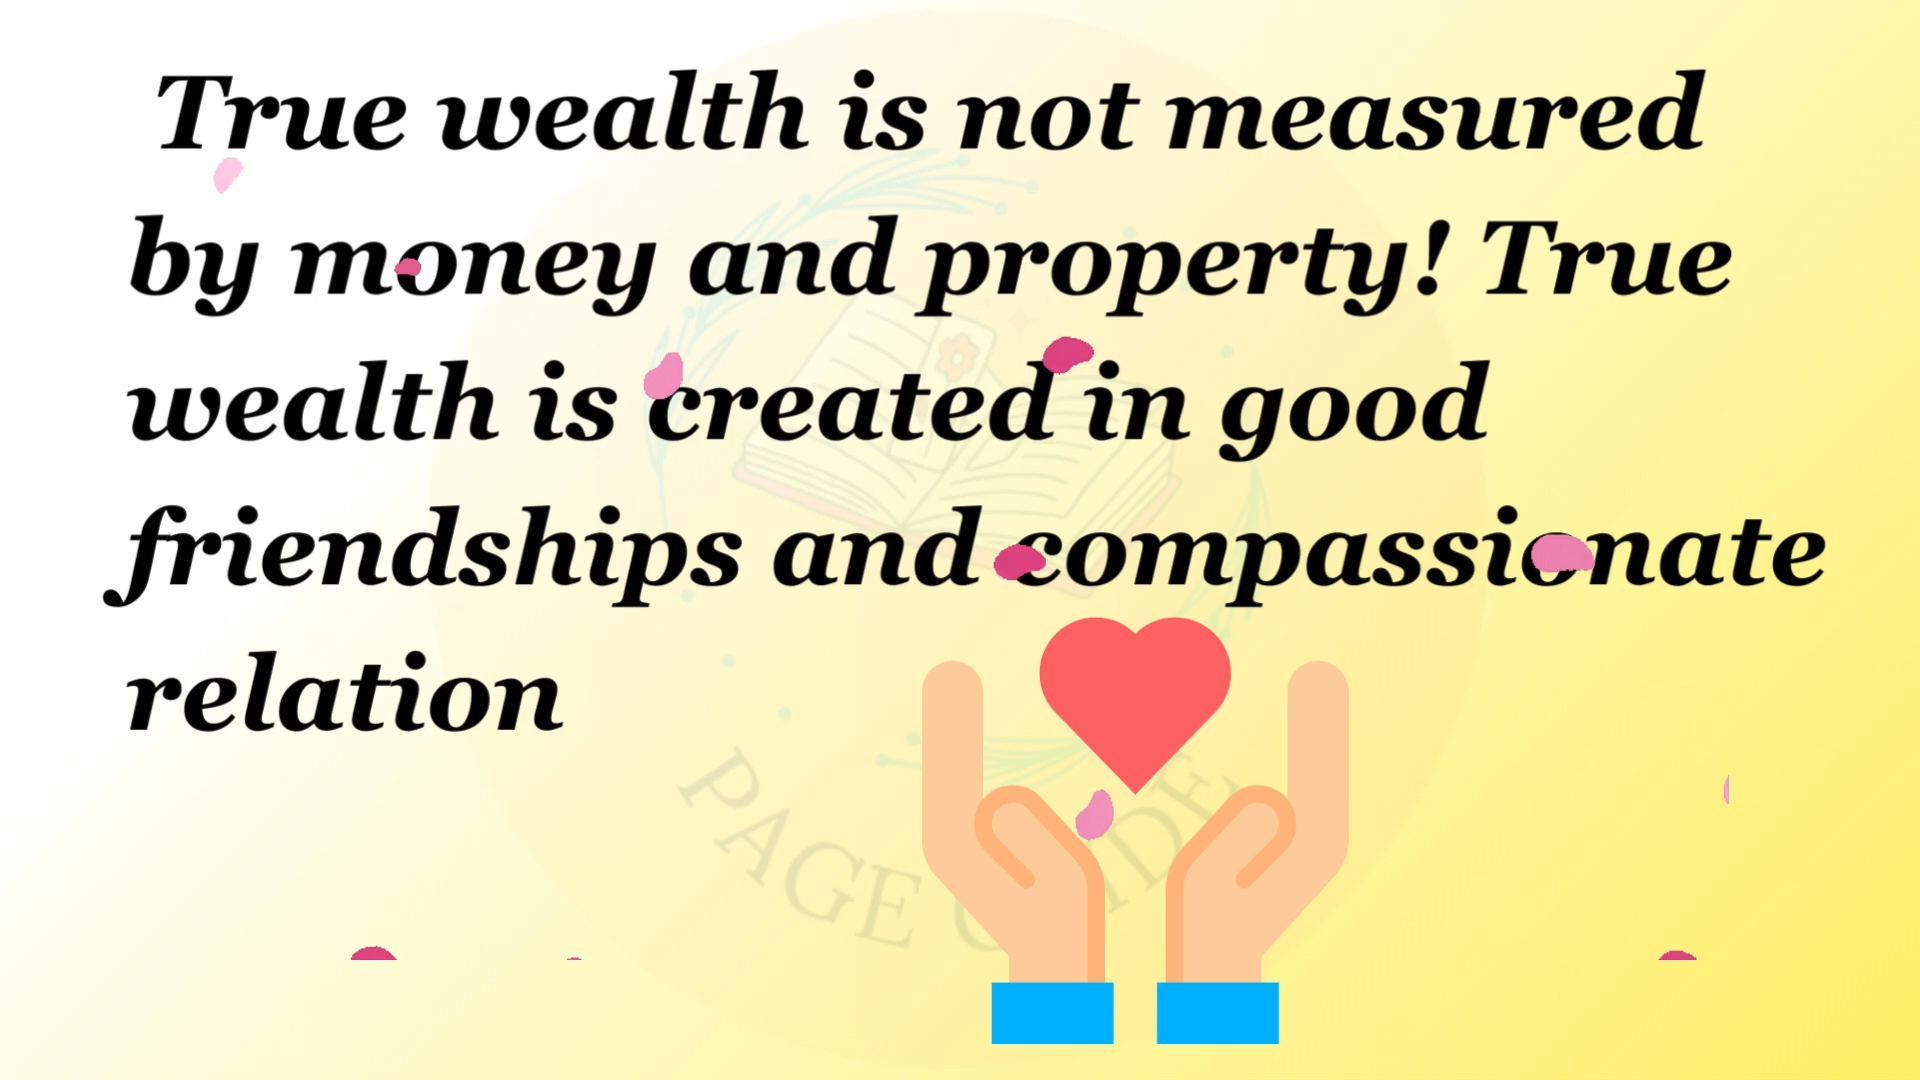 True wealth is not measured
by money and property! True
wealth is created in good
friendships and compassionate
relation
PAGE